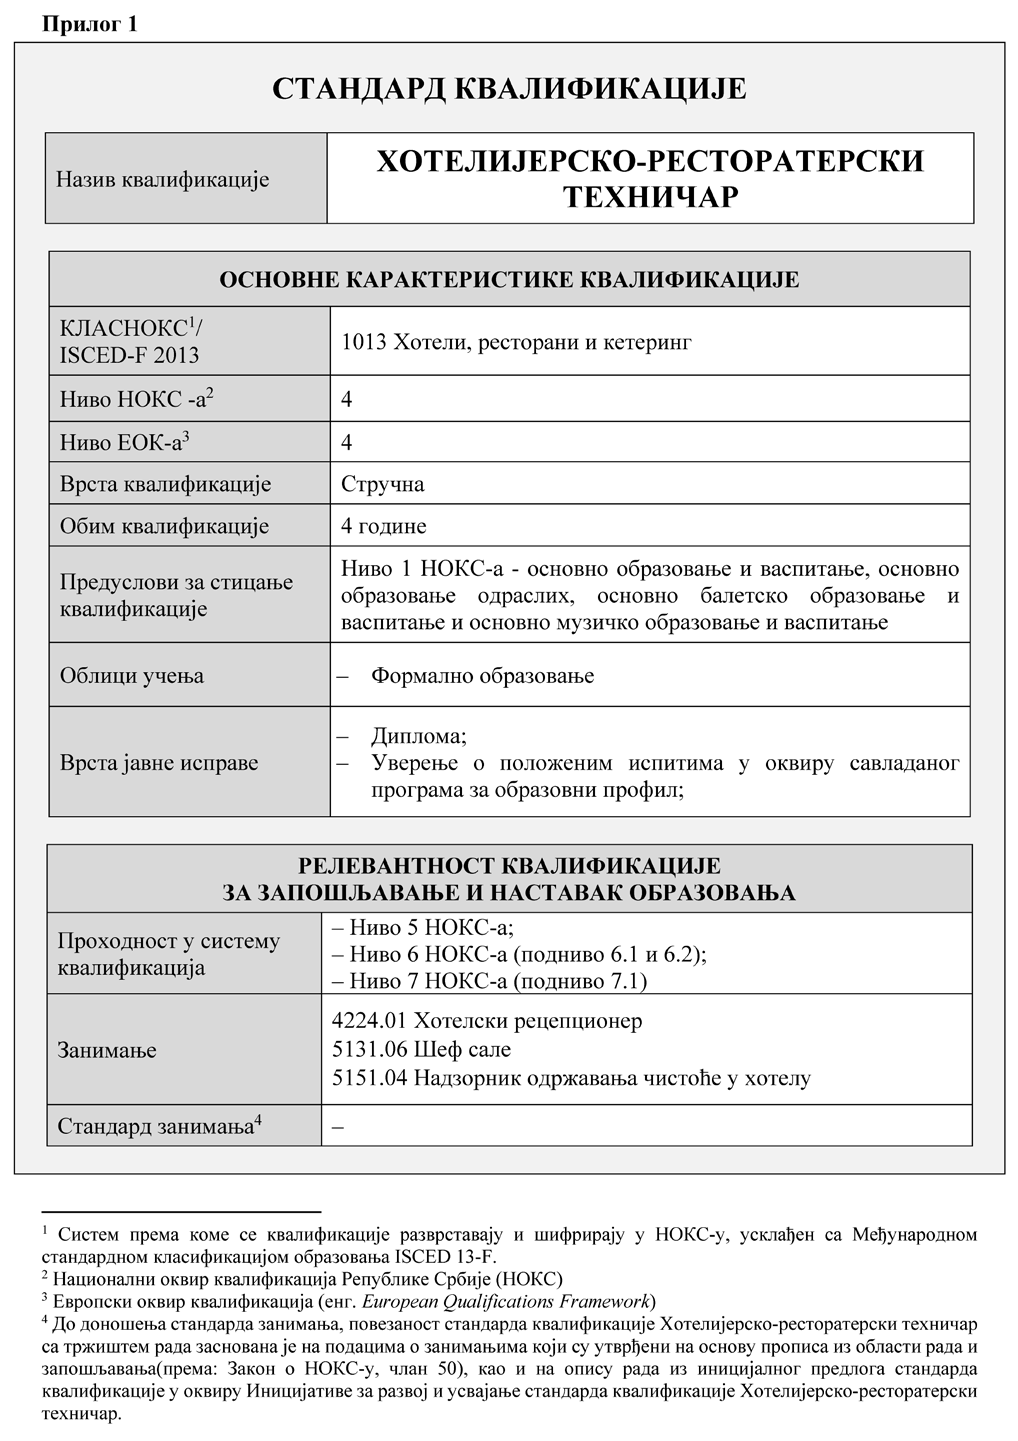 Прилог 1
СТАНДАРД КВАЛИФИКАЦИЈЕ
Назив квалификације
ХОТЕЛИЈЕРСКО-РЕСТОРАТЕРСКИ
ТЕХНИЧАР
ОСНОВНЕ КАРАКТЕРИСТИКЕ КВАЛИФИКАЦИЈЕ
КЛАСНОКС1/
ISCED-F 2013
1013 Хотели, ресторани и кетеринг
Ниво НОКС -а2
4
Ниво ЕОК-а3
4
Врста квалификације
Стручна
Обим квалификације
4 године
Предуслови за стицање
квалификације
Ниво 1 НОКС-а - основно образовање и васпитање, основно
образовање одраслих, основно балетско образовање и
васпитање и основно музичко образовање и васпитање
Облици учења
– Формално образовање
Врста јавне исправе
– Диплома;
– Уверење о положеним испитима у оквиру савладаног
програма за образовни профил;
РЕЛЕВАНТНОСТ КВАЛИФИКАЦИЈЕ
ЗА ЗАПОШЉАВАЊЕ И НАСТАВАК ОБРАЗОВАЊА
Проходност у систему
квалификација
– Ниво 5 НОКС-а;
– Ниво 6 НОКС-а (поднивo 6.1 и 6.2);
– Ниво 7 НОКС-а (подниво 7.1)
Занимање
4224.01 Хотелски рецепционер
5131.06 Шеф сале
5151.04 Надзорник одржавања чистоће у хотелу
Стандард занимања4
–
1 Систем према коме се квалификације разврставају и шифрирају у НОКС-у, усклађен са Међународном
стандардном класификацијом образовања ISCED 13-F.
2 Национални оквир квалификација Републике Србије (НОКС)
3 Европски оквир квалификација (енг. European Qualifications Framework)
4 До доношења стандарда занимања, повезаност стандарда квалификације Хотелијерско-ресторатерски техничар
са тржиштем рада заснована је на подацима о занимањима који су утврђени на основу прописа из области рада и
запошљавања(према: Закон о НОКС-у, члан 50), као и на опису рада из иницијалног предлога стандарда
квалификације у оквиру Иницијативе за развој и усвајање стандарда квалификације Хотелијерско-ресторатерски
техничар.